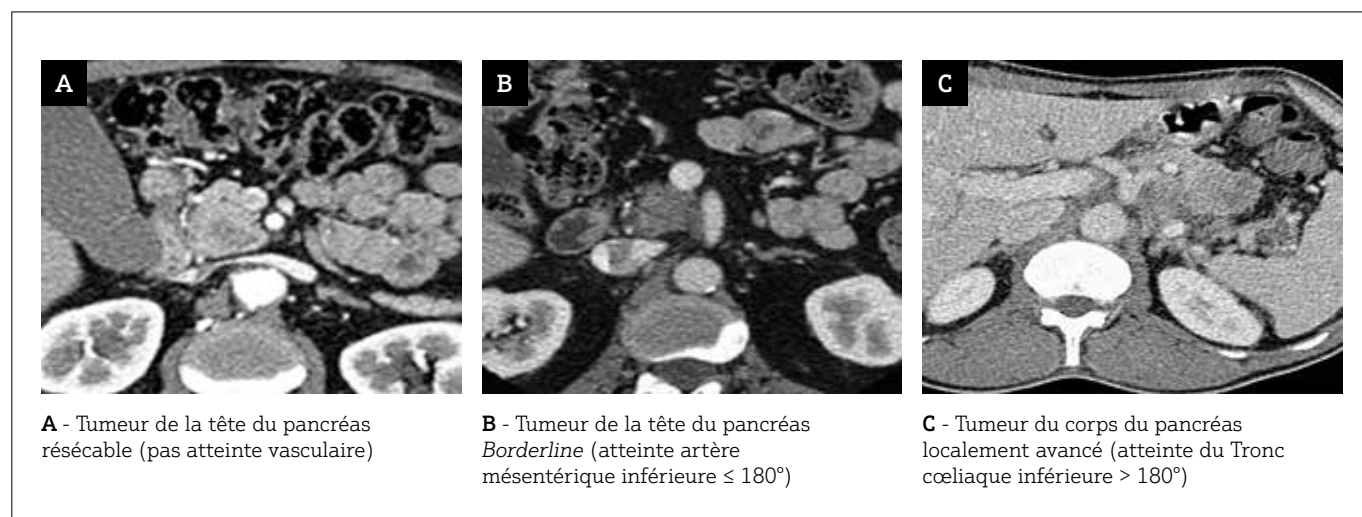 A
B
C
A - Tumeur de la tête du pancréas
résécable (pas atteinte vasculaire)
B - Tumeur de la tête du pancréas
Borderline (atteinte artère
mésentérique inférieure ≤ 180°)
C - Tumeur du corps du pancréas
localement avancé (atteinte du Tronc
cœliaque inférieure > 180°)